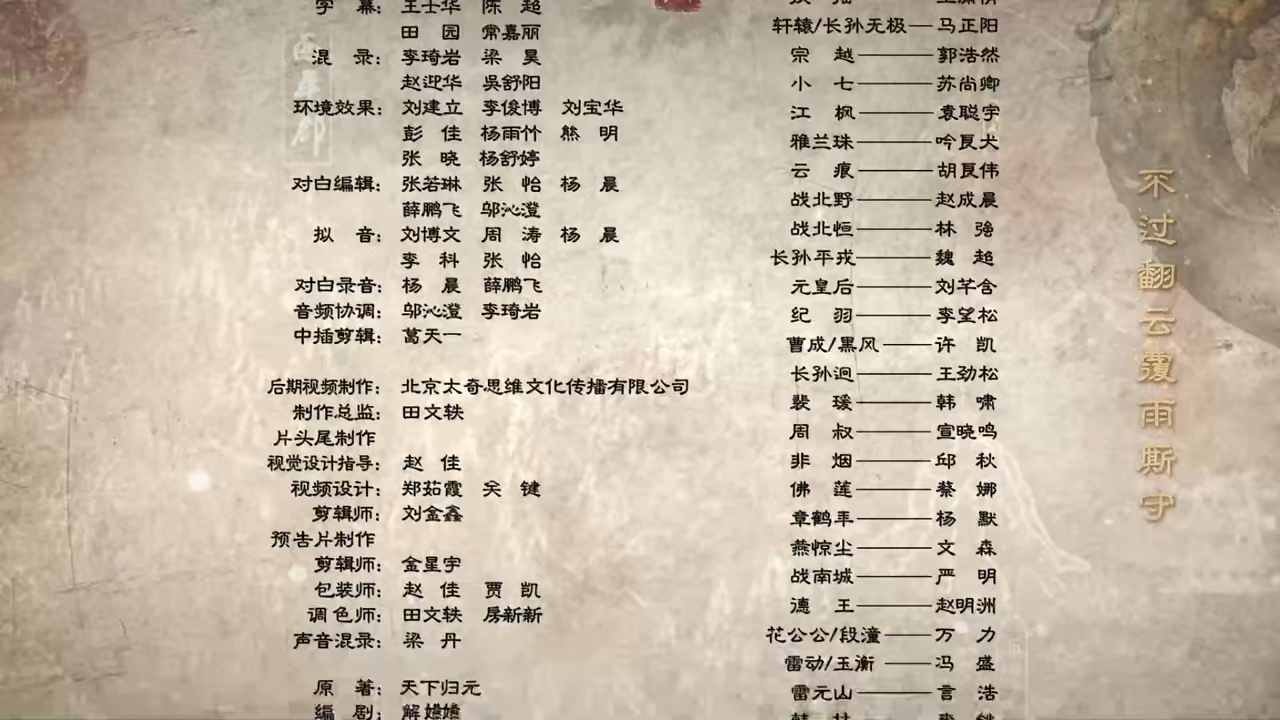 字 幕： 王士华 陈 超
田 园 常嘉丽
混 录： 李琦岩 梁 昊
赵迎华 吴舒阳
环境效果： 刘建立 李俊博 刘宝华
彭 佳 杨雨竹 熊 明
张 晓 杨舒婷
对白编辑： 张若琳 张 怡 杨 晨
薛鹏飞 邬沁澄
拟 音： 刘博文 周 涛 杨 晨
李 科 张 怡
对白录音： 杨 晨 薛鹏飞
音频协调： 邬沁澄 李琦岩
中插剪辑： 葛天一
后期视频制作： 北京太奇思维文化传播有限公司
制作总监： 田文轶
片头尾制作
视觉设计指导： 赵 佳
视频设计： 郑茹霞 关 键
剪辑师： 刘金鑫
预告片制作
剪辑师： 金星宇
包装师： 赵 佳 贾 凯
调色师： 田文轶 房新新
声音混录： 梁 丹
原 著： 天下归元
编 剧： 解嬿嬿
轩辕/长孙无极——马正阳
宗 越————郭浩然
小 七————苏尚卿
江 枫————袁聪宇
雅兰珠————吟良犬
云 痕————胡良伟
战北野————赵成晨
战北恒————林 强
长孙平戎————魏 超
元皇后————刘芊含
纪 羽————李望松
曹成/黑风———许 凯
长孙迥————王劲松
裴 瑗————韩 啸
周 叔————宣晓鸣
非 烟————邱 秋
佛 莲————蔡 娜
章鹤年————杨 默
燕惊尘————文 森
战南城————严 明
德 王————赵明洲
花公公/段潼———万 力
雷动/玉衡 ———冯 盛
雷元山————言 浩
不过翻云覆雨斯守